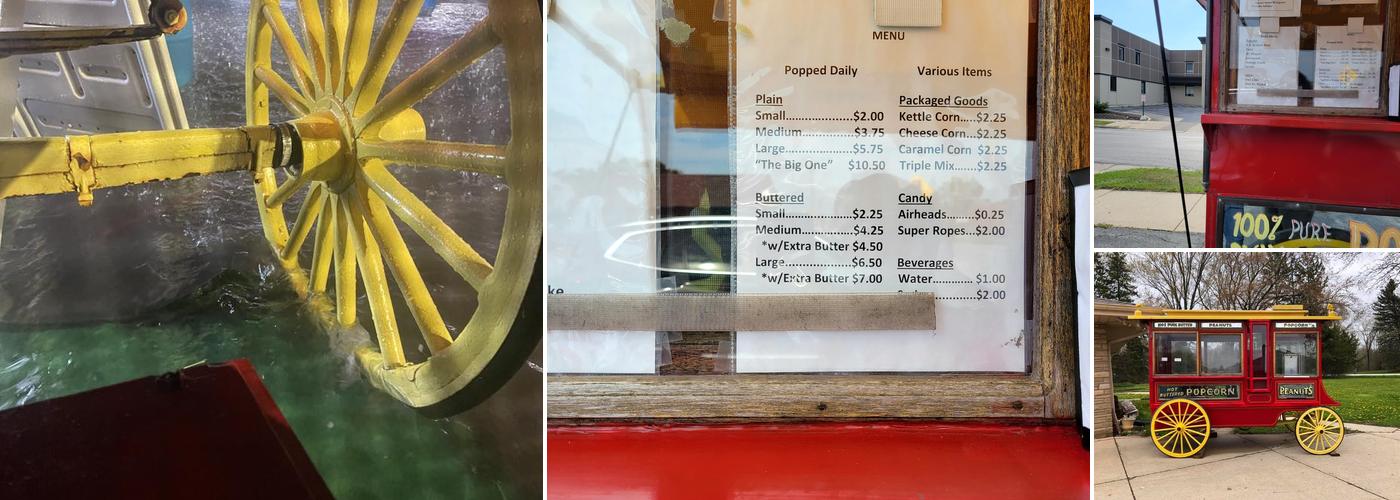 MENU
Popped Daily
Plain
Small......................$2.00
Medium................$3.75
Large.....................$5.75
"The Big One" $10.50
Buttered
Small......................$2.25
Medium................$4.25
*w/Extra Butter $4.50
Large.....................$6.50
*w/Extra Butter $7.00
Various Items
Packaged Goods
Kettle Corn.....$2.25
Cheese Corn...$2.25
Caramel Corn $2.25
Triple Mix.......$2.25
Candy
Airheads.........$0.25
Super Ropes...$2.00
Beverages
Water.............$1.00
$2.00
ke
100% PURE
HOT PURE BUTTER
PEANUTS
POPCORN
HOT BUTTERED POPCORN
PEANUTS